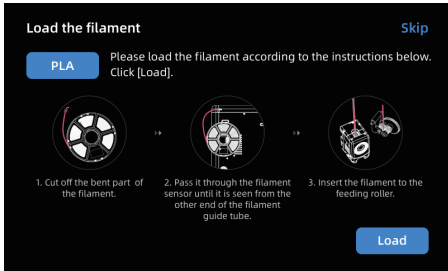 Load the filament
Skip
PLA
Please load the filament according to the instructions below.
Click [Load].
1. Cut off the bent part of
the filament.
2. Pass it through the filament
sensor until it is seen from the
other end of the filament
guide tube.
3. Insert the filament to the
feeding roller.
Load